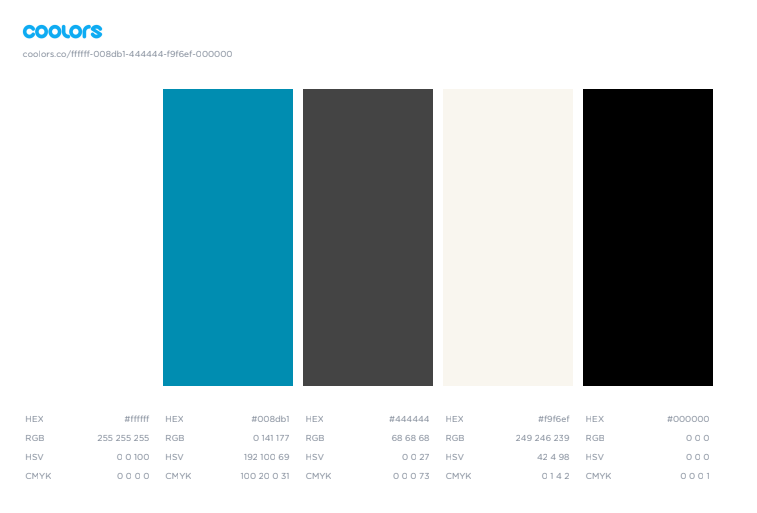 coolors
coolors.co/ffffff-008db1-444444-f9f6ef-000000
HEX #ffffff HEX #008db1 HEX #444444 HEX #f9f6ef HEX #000000
RGB 255 255 255 RGB 0 141 177 RGB 68 68 68 RGB 249 246 239 RGB 0 0 0
HSV 0 0 100 HSV 192 100 69 HSV 0 0 27 HSV 42 4 98 HSV 0 0 0
CMYK 0 0 0 0 CMYK 100 20 0 31 CMYK 0 0 0 73 CMYK 0 1 4 2 CMYK 0 0 0 1